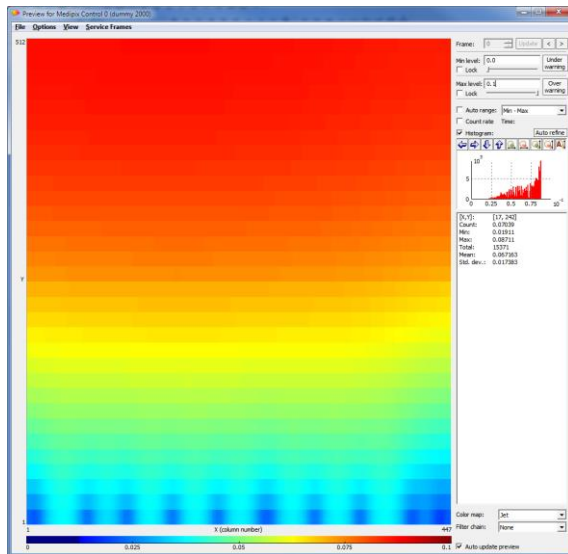 Preview for Medipix Control 0 (dummy 2000)
File Options View Service Frames
512
Y
1
1 X (column number) 447
0 0.025 0.05 0.075 0.1
Frame: 0 Update < >
Min level: 0.0 Under warning
Lock
Max level: 0.1 Over warning
Lock
Auto range: Min - Max
Count rate Time:
Histogram: Auto refine
10
5
0
0 0.25 0.5 0.75 10
[X,Y]: [17, 242]
Count: 0.07039
Min: 0.01911
Max: 0.08711
Total: 15371
Mean: 0.067163
Std. dev.: 0.017383
Color map: Jet
Filter chain: None
Auto update preview